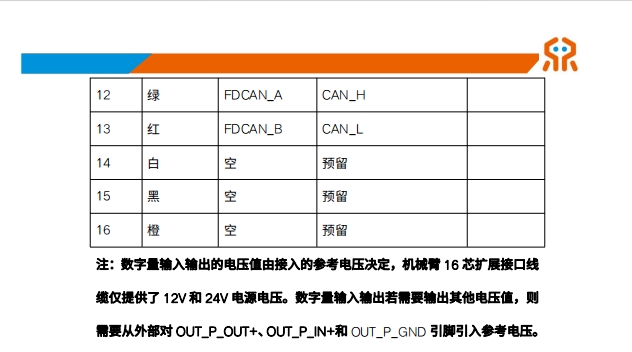 12 绿 FDCAN_A CAN_H
13 红 FDCAN_B CAN_L
14 白 空 预留
15 黑 空 预留
16 橙 空 预留
注：数字量输入输出的电压值由接入的参考电压决定，机械臂 16 芯扩展接口线
缆仅提供了 12V 和 24V 电源电压。数字量输入输出若需要输出其他电压值，则
需要从外部对 OUT_P_OUT+、OUT_P_IN+和 OUT_P_GND 引脚引入参考电压。